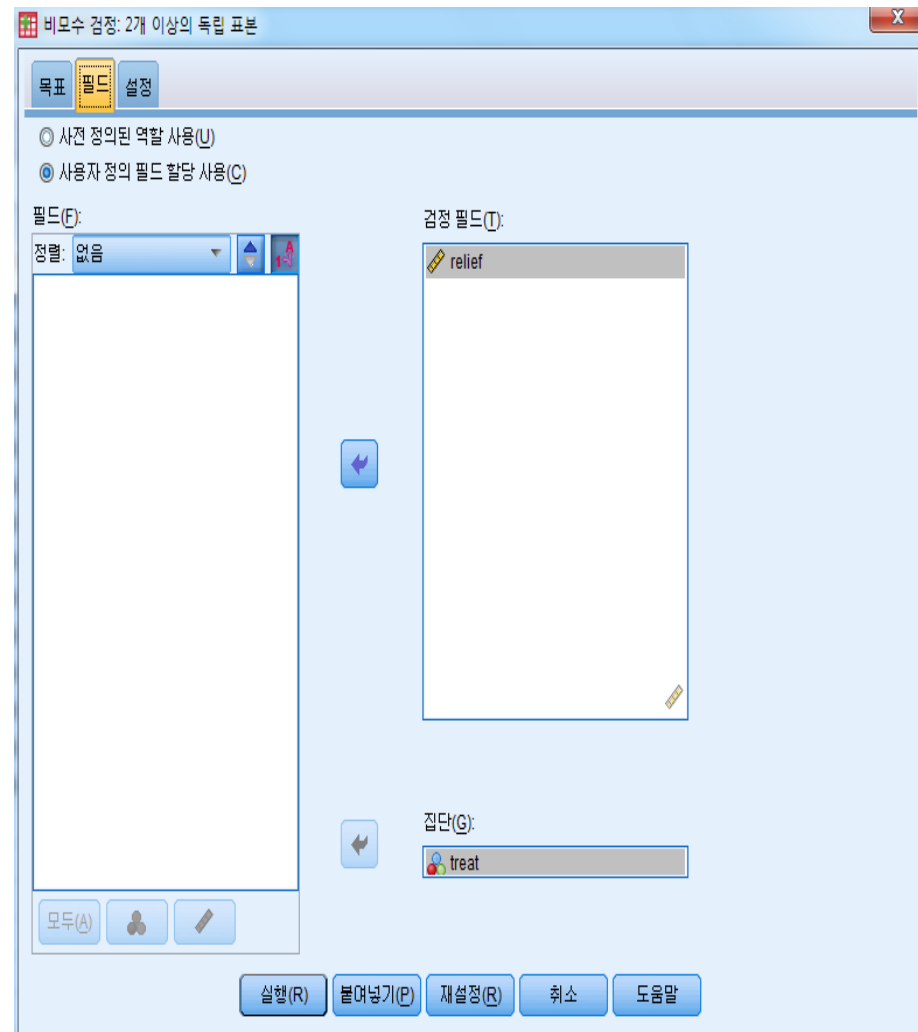 비모수 검정: 2개 이상의 독립 표본
X
목표 필드 설정
사전 정의된 역할 사용(U)
사용자 정의 필드 할당 사용(C)
필드(F):
정렬: 없음
검정 필드(T):
relief
집단(G):
treat
모두(A)
실행(R) 붙여넣기(P) 재설정(R) 취소 도움말